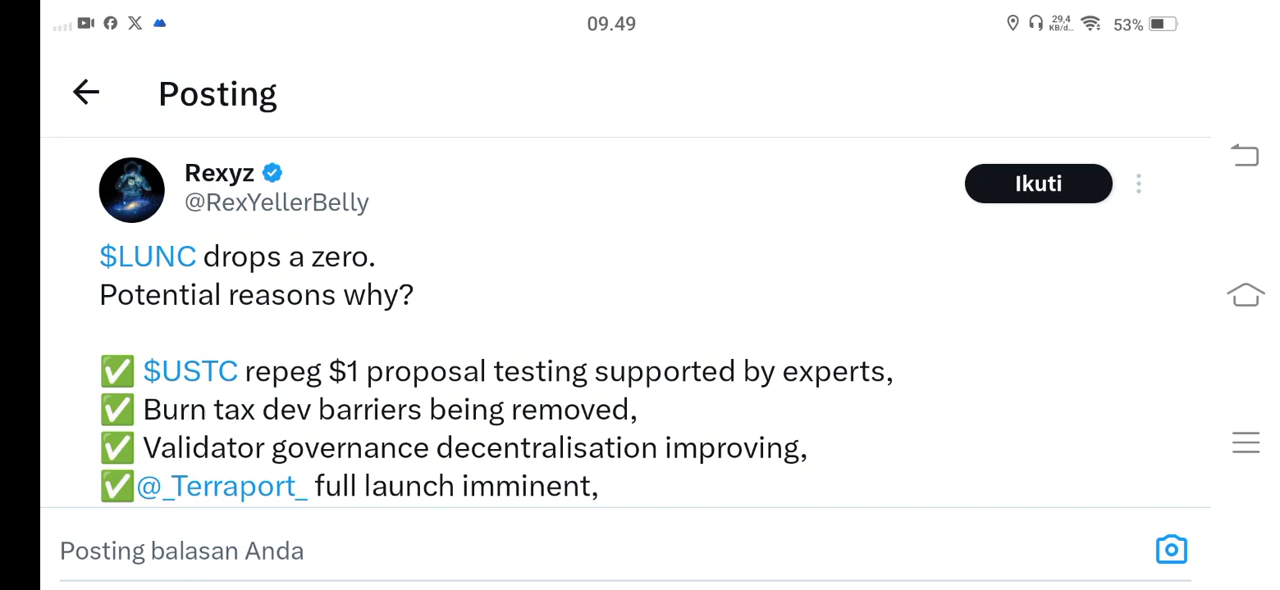 09.49
29,4
KB/d...
53%
Posting
Rexyz
@RexYellerBelly
Ikuti
$LUNC drops a zero.
Potential reasons why?
✅ $USTC repeg $1 proposal testing supported by experts,
✅ Burn tax dev barriers being removed,
✅ Validator governance decentralisation improving,
✅@_Terraport_ full launch imminent,
Posting balasan Anda